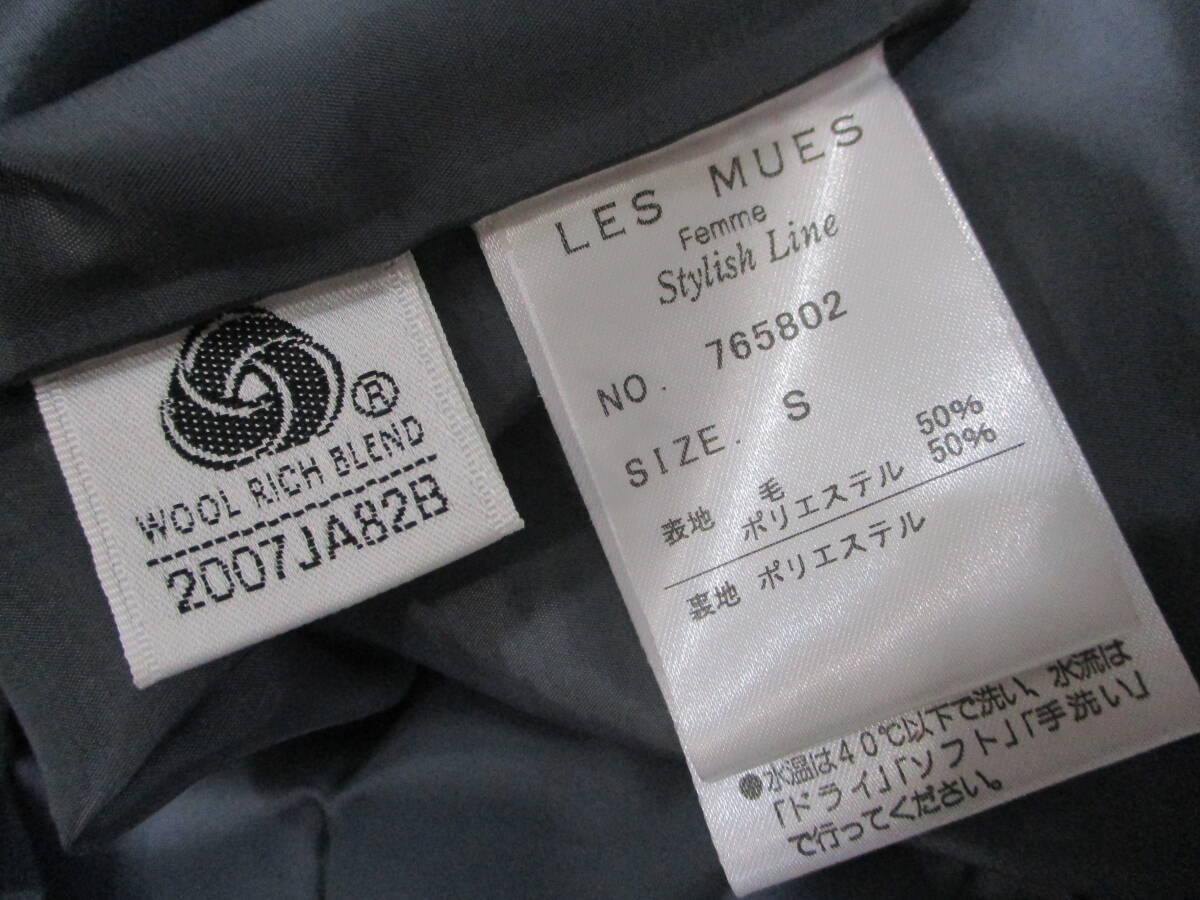 ®
WOOL RICH BLEND
2007JA82B
LES MUES
Femme
Stylish Line
NO. 765802
SIZE. S
表地 毛 50%
ポリエステル 50%
裏地 ポリエステル
●水温は40℃以下で洗い、水流は
「ドライ」「ソフト」「手洗い」
で行ってください。